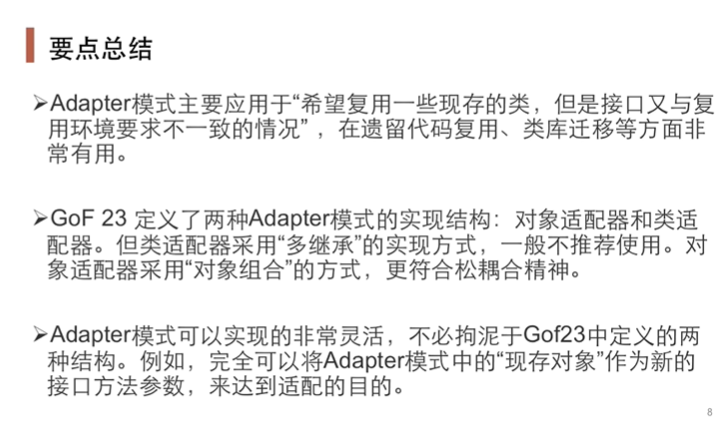 要点总结
➢Adapter模式主要应用于“希望复用一些现存的类，但是接口又与复
用环境要求不一致的情况”，在遗留代码复用、类库迁移等方面非
常有用。
➢GoF 23 定义了两种Adapter模式的实现结构：对象适配器和类适
配器。但类适配器采用“多继承”的实现方式，一般不推荐使用。对
象适配器采用“对象组合”的方式，更符合松耦合精神。
➢Adapter模式可以实现的非常灵活，不必拘泥于Gof23中定义的两
种结构。例如，完全可以将Adapter模式中的“现存对象”作为新的
接口方法参数，来达到适配的目的。
8